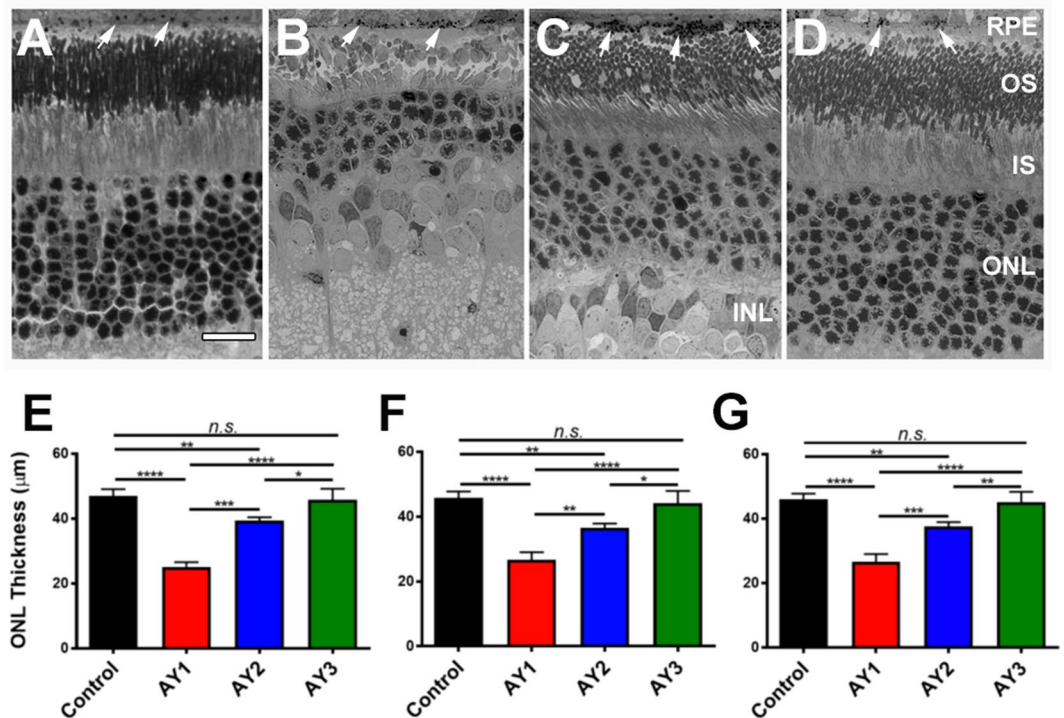 A B C D RPE
OS
IS
ONL
INL
E F G
n.s.
**
****
**** *
***
60
40
20
0
ONL Thickness (μm)
Control AY1 AY2 AY3
n.s.
**
****
**** *
**
60
40
20
0
Control AY1 AY2 AY3
n.s.
**
****
**** **
***
60
40
20
0
Control AY1 AY2 AY3